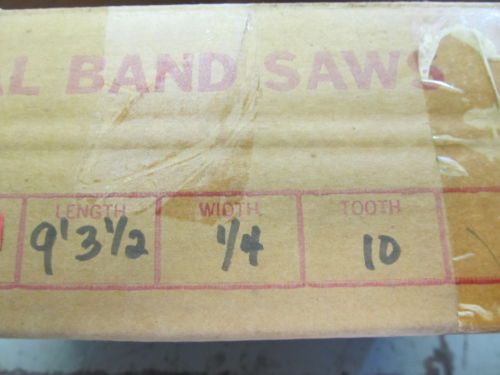 AL BAND SAWS
LENGTH WIDTH TOOTH
9'3½ ¼ 10